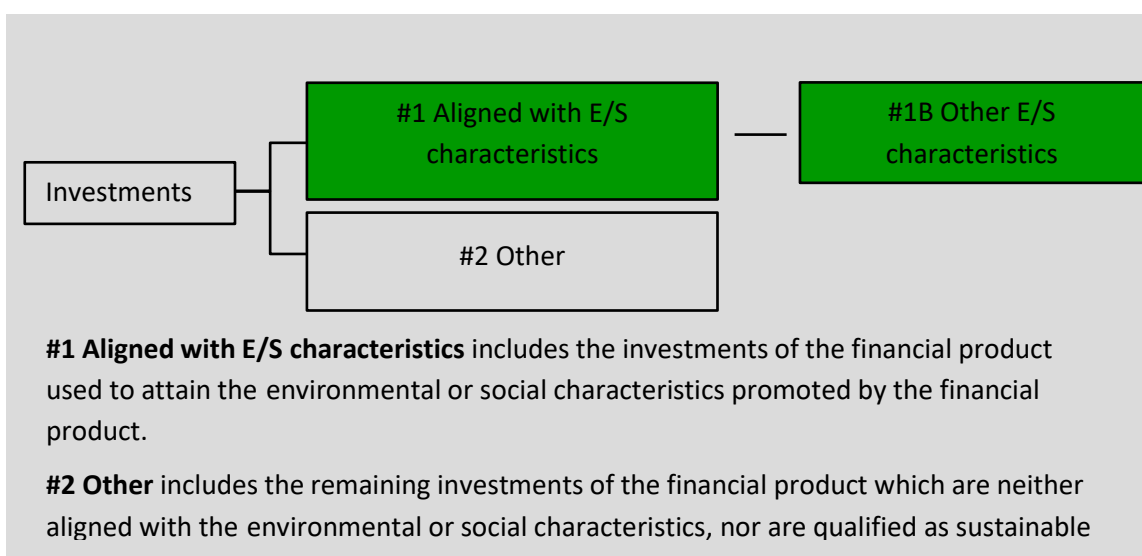 #1 Aligned with E/S
characteristics
#1B Other E/S
characteristics
Investments
#2 Other
#1 Aligned with E/S characteristics includes the investments of the financial product
used to attain the environmental or social characteristics promoted by the financial
product.
#2 Other includes the remaining investments of the financial product which are neither
aligned with the environmental or social characteristics, nor are qualified as sustainable